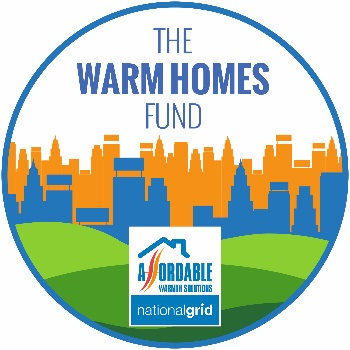 THE
WARM HOMES
FUND
AFFORDABLE
WARMTH SOLUTIONS
nationalgrid